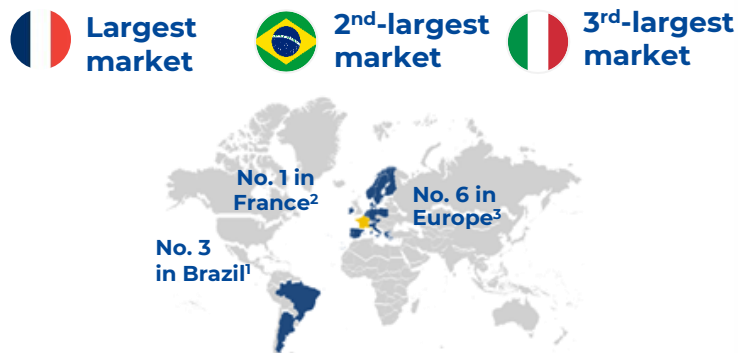 Largest
market
2nd-largest
market
3rd-largest
market
No. 1 in
France2
No. 6 in
Europe3
No. 3
in Brazil1